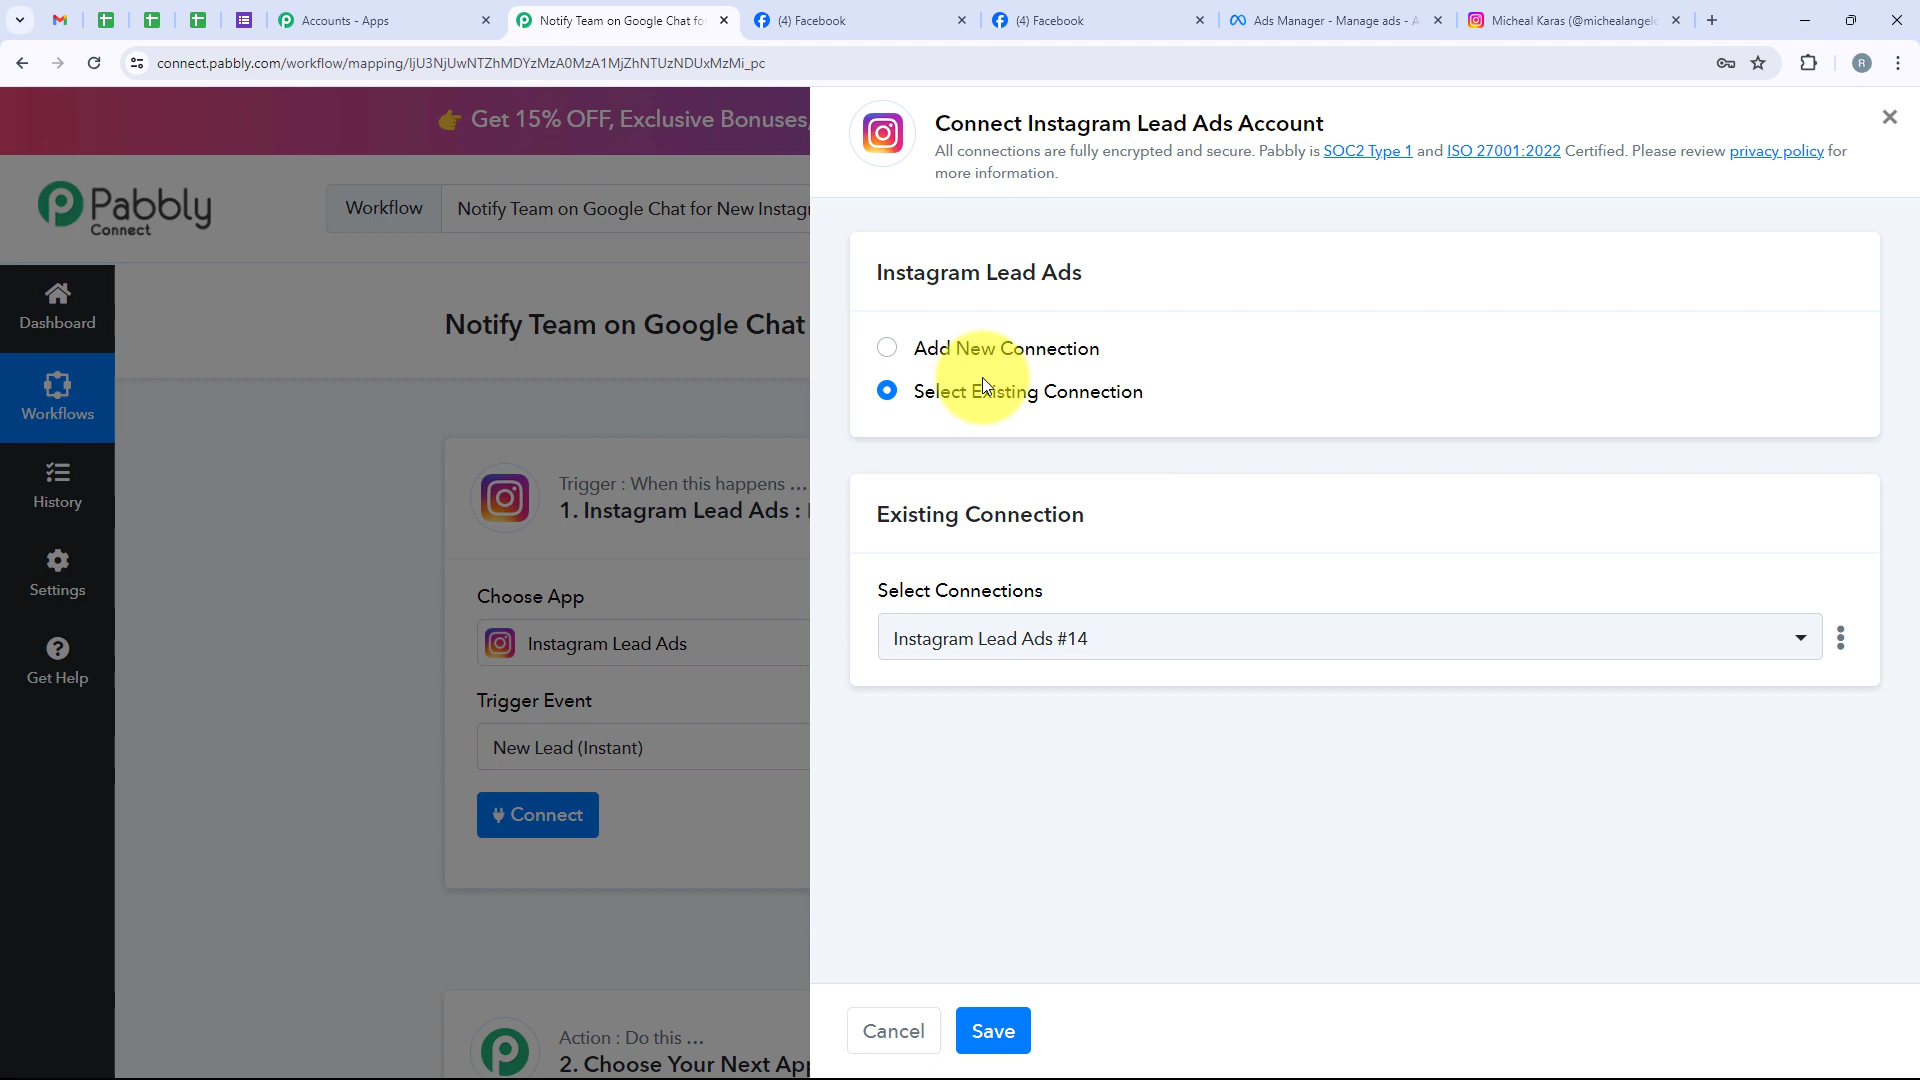 Accounts - Apps
Notify Team on Google Chat fo
(4) Facebook
(4) Facebook
Ads Manager - Manage ads - A
Micheal Karas (@michealangel
connect.pabbly.com/workflow/mapping/IjU3NjUwNTZhMDYzMzA0MzA1MjZhNTUzNDUxMzMi_pc
R
👉 Get 15% OFF, Exclusive Bonuses,
Pabbly
Connect
Workflow
Notify Team on Google Chat for New Instagr
Dashboard
Workflows
History
Settings
Get Help
Notify Team on Google Chat
Trigger : When this happens ...
1. Instagram Lead Ads :
Choose App
Instagram Lead Ads
Trigger Event
New Lead (Instant)
Connect
Action : Do this ...
2. Choose Your Next App
Connect Instagram Lead Ads Account
All connections are fully encrypted and secure. Pabbly is SOC2 Type 1 and ISO 27001:2022 Certified. Please review privacy policy for
more information.
Instagram Lead Ads
Add New Connection
Select Existing Connection
Existing Connection
Select Connections
Instagram Lead Ads #14
Cancel
Save